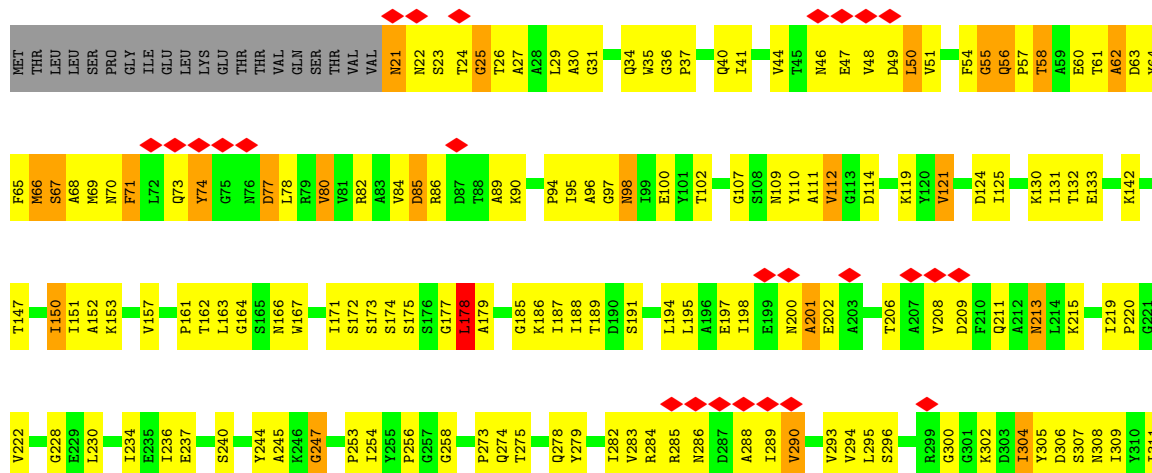 MET THR LEU LEU SER PRO GLY ILE GLU LEU LYS GLU THR THR VAL GLN SER THR VAL VAL N21 N22 S23 T24 G25 T26 A27 A28 L29 A30 G31 Q34 W35 G36 P37 Q40 I41 V44 T45 N46 E47 V48 D49 L50 V51 F54 G55 Q56 P57 T58 A59 E60 T61 A62 D63
F65 M66 S67 A68 M69 N70 F71 L72 Q73 Y74 G75 N76 D77 L78 R79 V80 V81 R82 A83 V84 D85 R86 D87 T88 A89 K90 P94 I95 A96 G97 N98 I99 E100 Y101 T102 G107 S108 N109 Y110 A111 V112 G113 D114 K119 Y120 V121 D124 I125 K130 I131 T132 E133 K142
T147 I150 I151 A152 K153 V157 P161 T162 L163 G164 S165 N166 W167 I171 S172 S173 S174 S175 S176 G177 L178 A179 G185 K186 I187 I188 T189 D190 S191 L194 L195 A196 E197 I198 E199 N200 A201 E202 A203 T206 A207 V208 D209 F210 Q211 A212 N213 L214 K215 I219 P220 G221
V222 G228 E229 L230 I234 E235 I236 E237 S240 Y244 A245 K246 G247 P253 I254 Y255 P256 G257 G258 P273 Q274 T275 Q278 Y279 I282 V283 R284 R285 N286 D287 A288 I289 V290 V293 V294 L295 S296 R299 G300 G301 K302 D303 I304 Y305 D306 S307 N308 I309 Y310